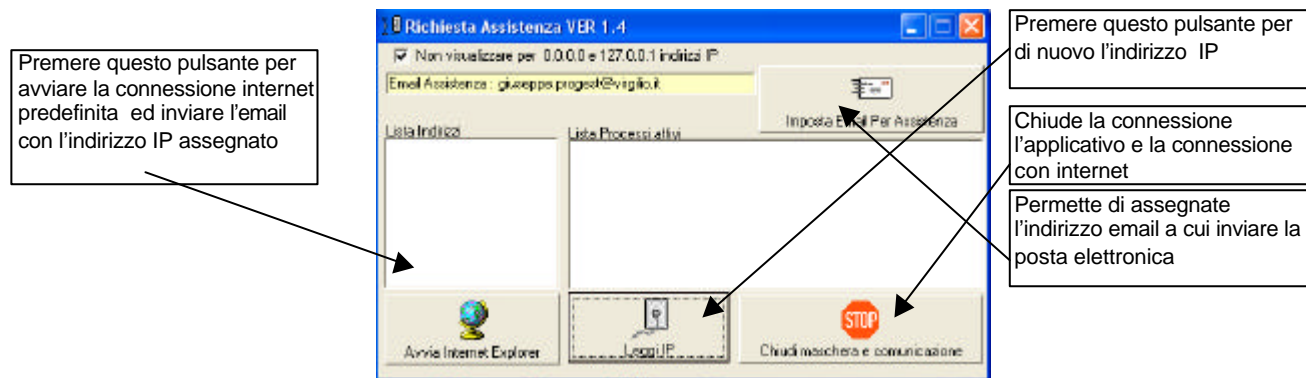 Premere questo pulsante per
avviare la connessione internet
predefinita ed inviare l'email
con l'indirizzo IP assegnato
Richiesta Assistenza VER 1.4
Non visualizzare per 0.0.0.0 e 127.0.0.1 indirizzi IP
Email Assistenza : giuseppe.progest@virgilio.it
Imposta Email Per Assistenza
Lista Indirizzi
Lista Processi attivi
Avvia Internet Explorer
Leggi IP
STOP
Chiudi maschera e comunicazione
Premere questo pulsante per
di nuovo l'indirizzo IP
Chiude la connessione
l'applicativo e la connessione
con internet
Permette di assegnate
l'indirizzo email a cui inviare la
posta elettronica